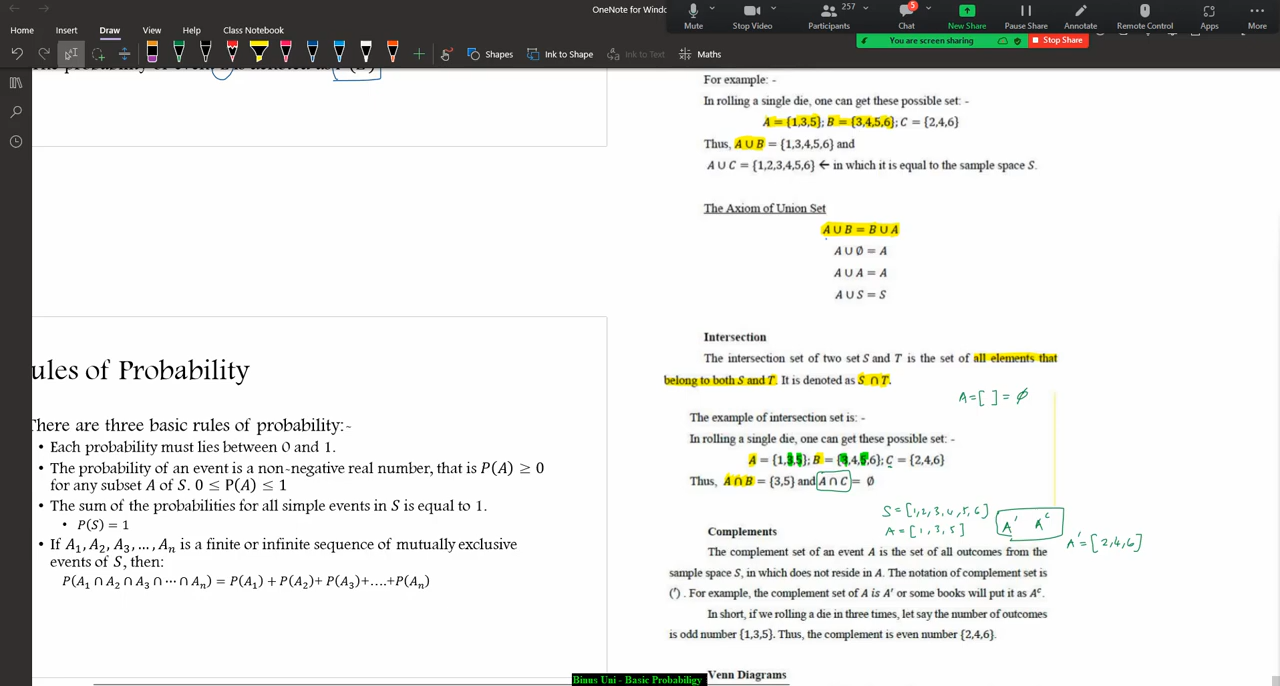 OneNote for Windo
Mute
Stop Video
257
Participants
5
Chat
New Share
Pause Share
Annotate
Remote Control
Apps
More
You are screen sharing
Stop Share
Home Insert Draw View Help Class Notebook
Shapes Ink to Shape Ink to Text Maths
For example: -
In rolling a single die, one can get these possible set: -
A = {1,3,5}; B = {3,4,5,6}; C = {2,4,6}
Thus, A ∪ B = {1,3,4,5,6} and
A ∪ C = {1,2,3,4,5,6} ← in which it is equal to the sample space S.
The Axiom of Union Set
A ∪ B = B ∪ A
A ∪ Ø = A
A ∪ A = A
A ∪ S = S
Intersection
The intersection set of two set S and T is the set of all elements that
belong to both S and T. It is denoted as S ∩ T.
A = [ ] = ∅
The example of intersection set is: -
In rolling a single die, one can get these possible set: -
A = {1,3,5}; B = {3,4,5,6}; C = {2,4,6}
Thus, A ∩ B = {3,5} and A ∩ C = Ø
S = [1,2,3,4,5,6]
A = [1,3,5]
A' Aᶜ
A' = [2,4,6]
Complements
The complement set of an event A is the set of all outcomes from the
sample space S, in which does not reside in A. The notation of complement set is
('). For example, the complement set of A is A' or some books will put it as Aᶜ.
In short, if we rolling a die in three times, let say the number of outcomes
is odd number {1,3,5}. Thus, the complement is even number {2,4,6}.
Venn Diagrams
ules of Probability
here are three basic rules of probability:-
• Each probability must lies between 0 and 1.
• The probability of an event is a non-negative real number, that is P(A) ≥ 0
for any subset A of S. 0 ≤ P(A) ≤ 1
• The sum of the probabilities for all simple events in S is equal to 1.
• P(S) = 1
• If A₁, A₂, A₃, …, Aₙ is a finite or infinite sequence of mutually exclusive
events of S, then:
P(A₁ ∩ A₂ ∩ A₃ ∩ ⋯ ∩ Aₙ) = P(A₁) + P(A₂)+ P(A₃)+….+P(Aₙ)
Binus Uni - Basic Probabiligy